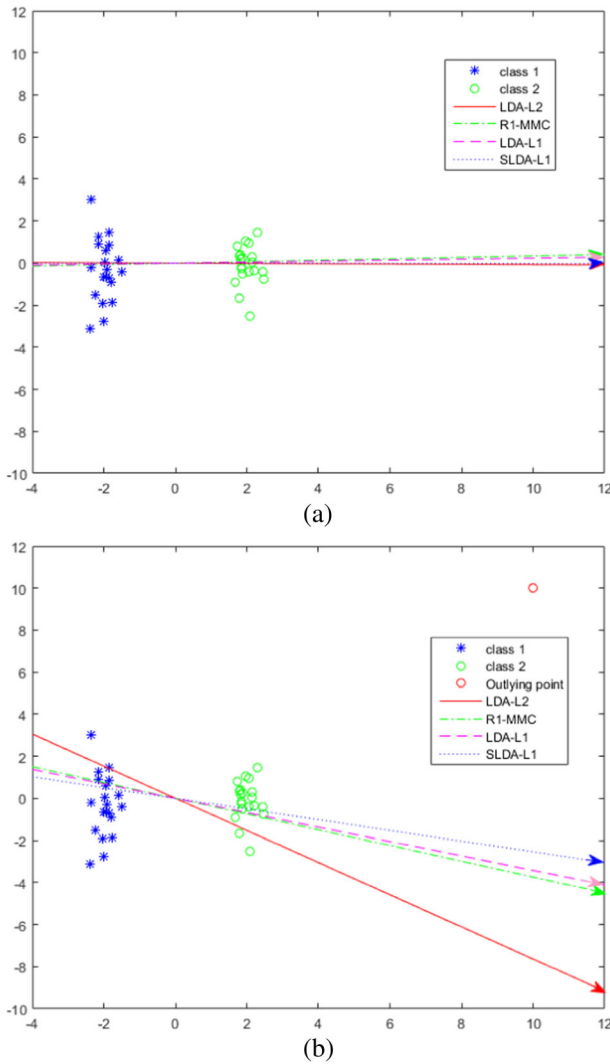 12
10
8
6
4
2
0
-2
-4
-6
-8
-10
-4 -2 0 2 4 6 8 10 12
class 1
class 2
LDA-L2
R1-MMC
LDA-L1
SLDA-L1
(a)
12
10
8
6
4
2
0
-2
-4
-6
-8
-10
-4 -2 0 2 4 6 8 10 12
class 1
class 2
Outlying point
LDA-L2
R1-MMC
LDA-L1
SLDA-L1
(b)